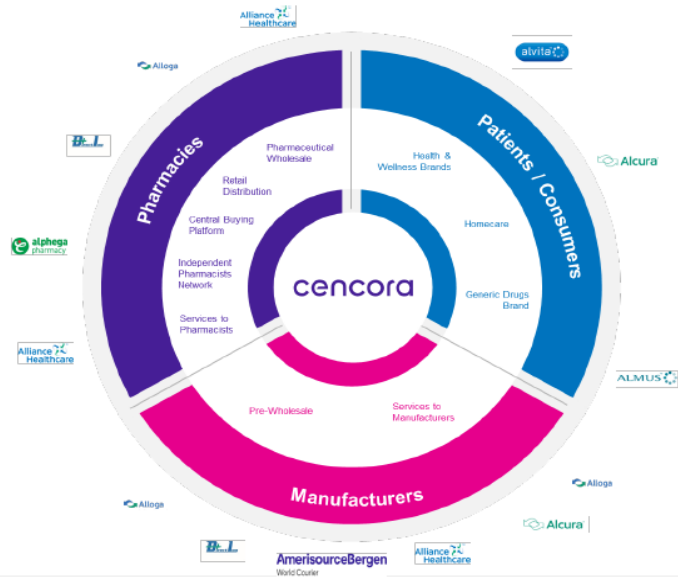 Alliance
Healthcare
Alloga
alvita
Pharmacies
Patients / Consumers
Pharmaceutical
Wholesale
Health &
Wellness Brands
Alcura
Retail
Distribution
Central Buying
Platform
Homecare
alphega
pharmacy
Independent
Pharmacists
Network
cencora
Generic Drugs
Brand
Services to
Pharmacists
Alliance
Healthcare
ALMUS
Pre-Wholesale
Services to
Manufacturers
Manufacturers
Alloga
Alloga
Alcura
AmerisourceBergen
World Courier
Alliance
Healthcare